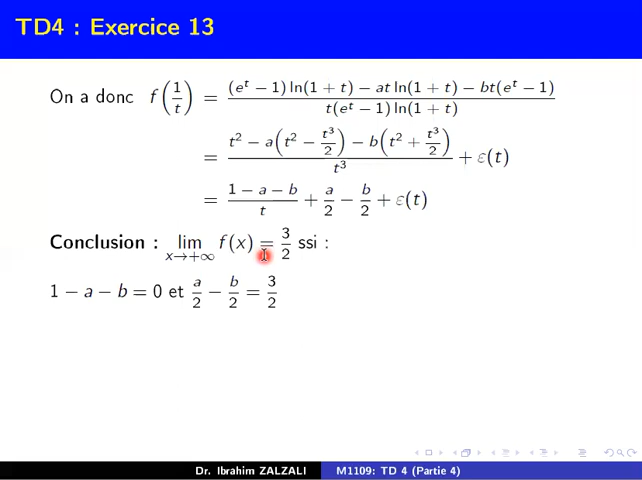 TD4 : Exercice 13
On a donc f(1/t) = ((e^t − 1) ln(1 + t) − at ln(1 + t) − bt(e^t − 1)) / (t(e^t − 1) ln(1 + t))
= (t² − a(t² − t³/2) − b(t² + t³/2)) / t³ + ε(t)
= (1 − a − b)/t + a/2 − b/2 + ε(t)
Conclusion : lim_{x→+∞} f(x) = 3/2 ssi :
1 − a − b = 0 et a/2 − b/2 = 3/2
Dr. Ibrahim ZALZALI M1109: TD 4 (Partie 4)